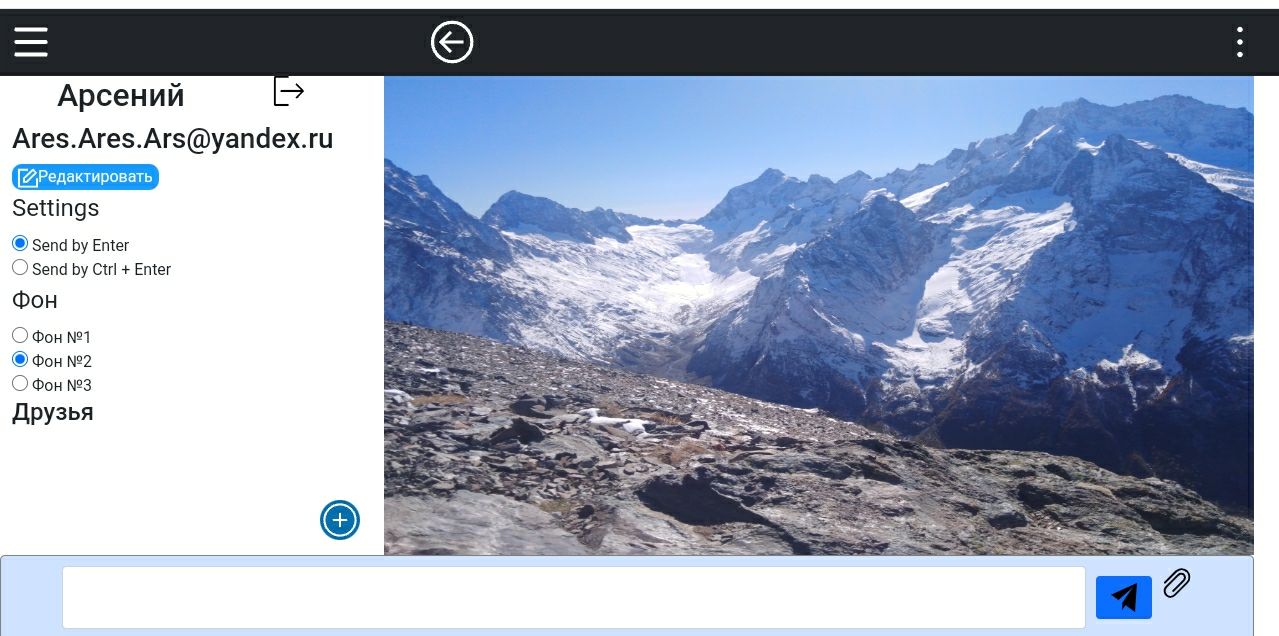 Арсений
Ares.Ares.Ars@yandex.ru
Редактировать
Settings
Send by Enter
Send by Ctrl + Enter
Фон
Фон №1
Фон №2
Фон №3
Друзья